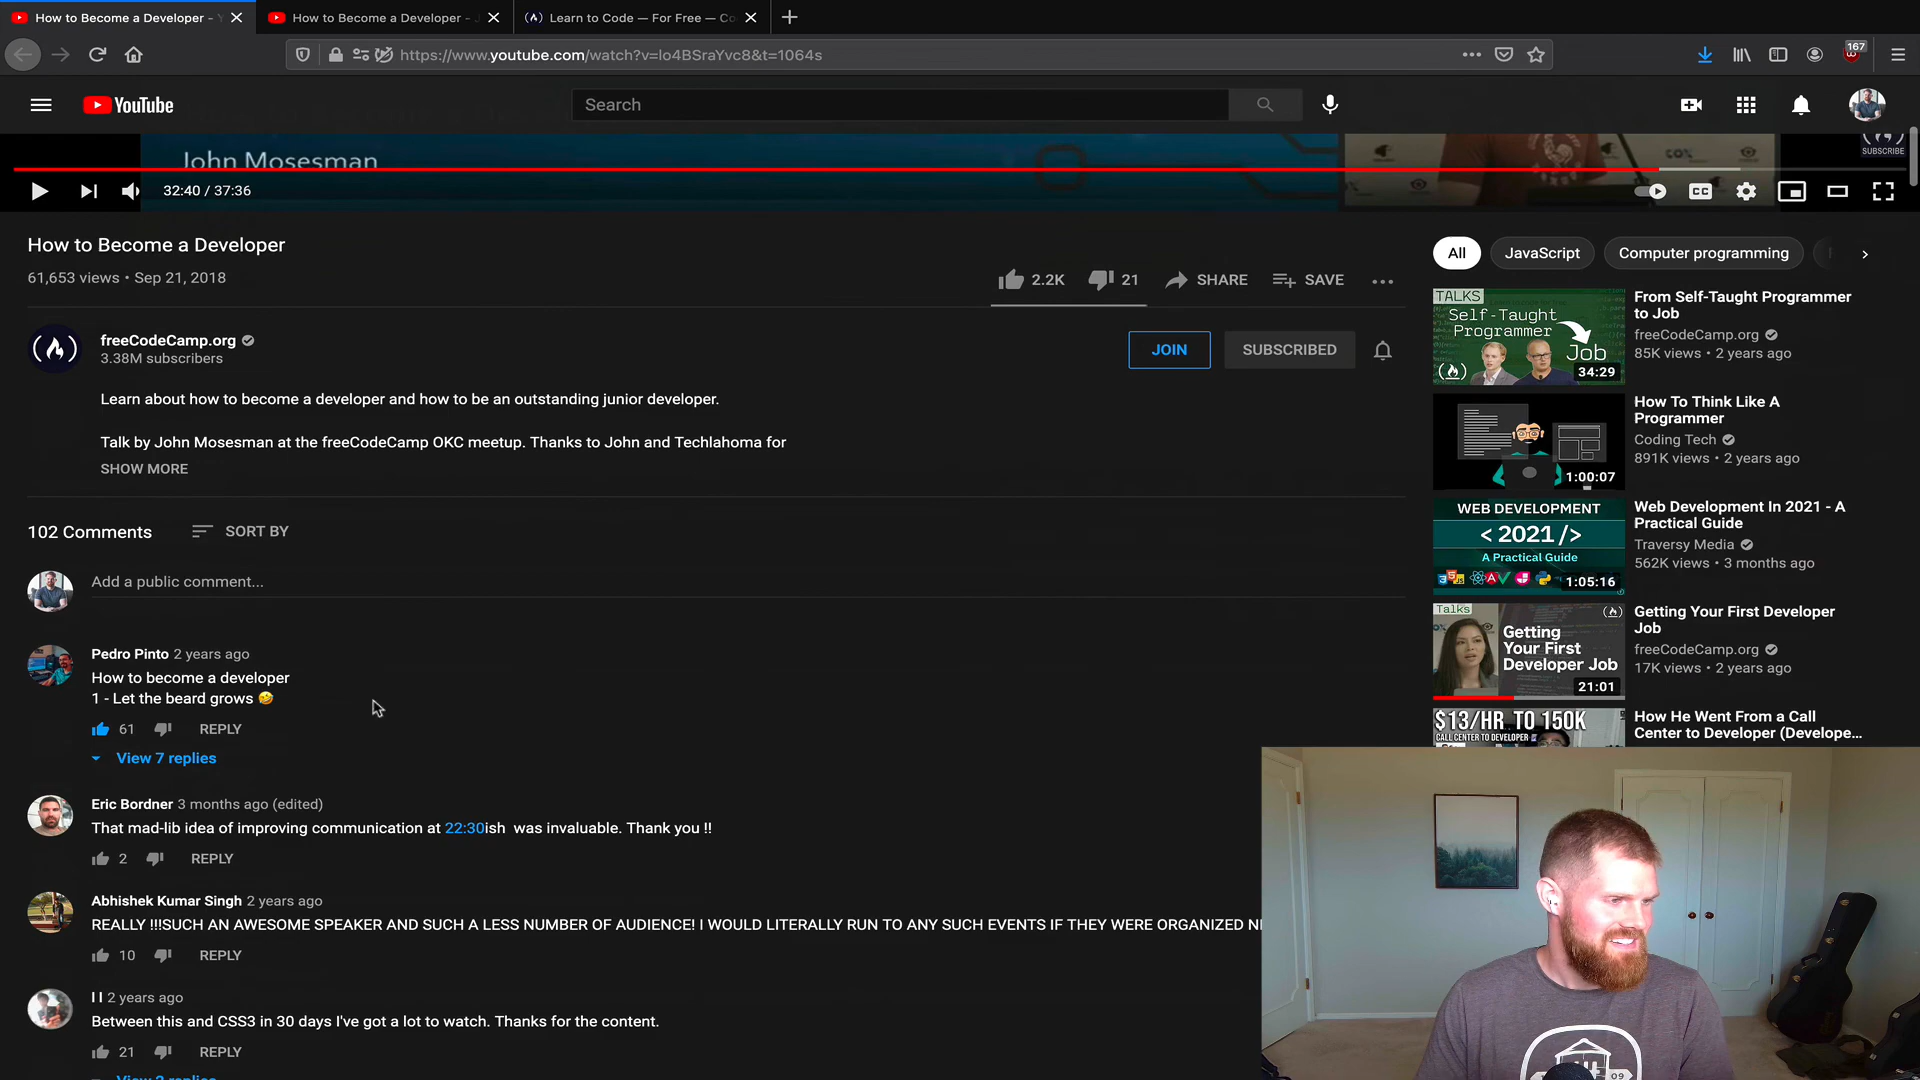 How to Become a Developer - Y
How to Become a Developer - J
Learn to Code — For Free — Co
https://www.youtube.com/watch?v=lo4BSraYvc8&t=1064s
167
YouTube
Search
John Mosesman
SUBSCRIBE
32:40 / 37:36
CC
How to Become a Developer
61,653 views • Sep 21, 2018
2.2K
21
SHARE
SAVE
freeCodeCamp.org
3.38M subscribers
JOIN
SUBSCRIBED
Learn about how to become a developer and how to be an outstanding junior developer.
Talk by John Mosesman at the freeCodeCamp OKC meetup. Thanks to John and Techlahoma for
SHOW MORE
102 Comments
SORT BY
Add a public comment...
Pedro Pinto 2 years ago
How to become a developer
1 - Let the beard grows 🤣
61
REPLY
View 7 replies
Eric Bordner 3 months ago (edited)
That mad-lib idea of improving communication at 22:30ish was invaluable. Thank you !!
2
REPLY
Abhishek Kumar Singh 2 years ago
REALLY !!!SUCH AN AWESOME SPEAKER AND SUCH A LESS NUMBER OF AUDIENCE! I WOULD LITERALLY RUN TO ANY SUCH EVENTS IF THEY WERE ORGANIZED
10
REPLY
I I 2 years ago
Between this and CSS3 in 30 days I've got a lot to watch. Thanks for the content.
21
REPLY
All
JavaScript
Computer programming
TALKS
Self-Taught
Programmer
Job
34:29
From Self-Taught Programmer
to Job
freeCodeCamp.org
85K views • 2 years ago
1:00:07
How To Think Like A
Programmer
Coding Tech
891K views • 2 years ago
WEB DEVELOPMENT
< 2021 />
A Practical Guide
1:05:16
Web Development In 2021 - A
Practical Guide
Traversy Media
562K views • 3 months ago
Talks
Getting
Your First
Developer Job
21:01
Getting Your First Developer
Job
freeCodeCamp.org
17K views • 2 years ago
$13/HR TO 150K
CALL CENTER TO DEVELOPER
How He Went From a Call
Center to Developer (Develope...
09